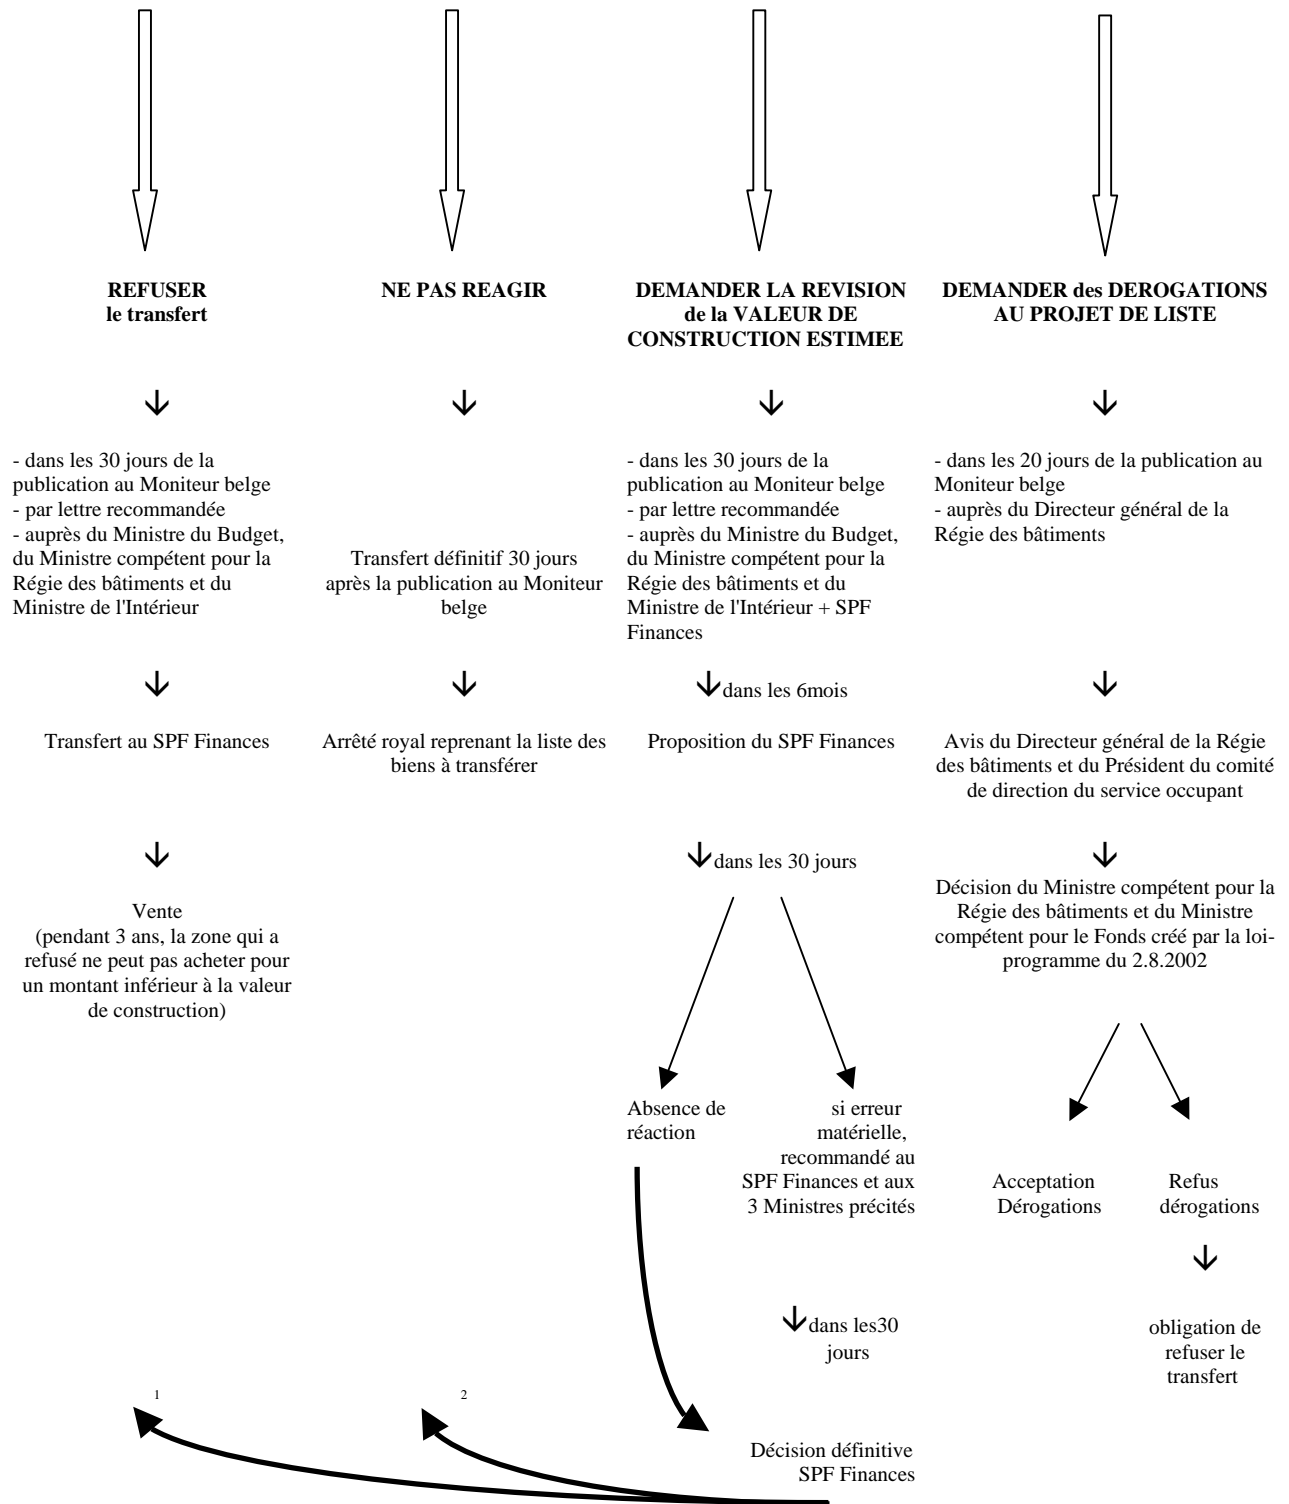 REFUSER
le transfert
NE PAS REAGIR
DEMANDER LA REVISION
de la VALEUR DE
CONSTRUCTION ESTIMEE
DEMANDER des DEROGATIONS
AU PROJET DE LISTE
- dans les 30 jours de la
publication au Moniteur belge
- par lettre recommandée
- auprès du Ministre du Budget,
du Ministre compétent pour la
Régie des bâtiments et du
Ministre de l'Intérieur
Transfert définitif 30 jours
après la publication au Moniteur
belge
- dans les 30 jours de la
publication au Moniteur belge
- par lettre recommandée
- auprès du Ministre du Budget,
du Ministre compétent pour la
Régie des bâtiments et du
Ministre de l'Intérieur + SPF
Finances
- dans les 20 jours de la publication au
Moniteur belge
- auprès du Directeur général de la
Régie des bâtiments
dans les 6mois
Transfert au SPF Finances
Arrêté royal reprenant la liste des
biens à transférer
Proposition du SPF Finances
Avis du Directeur général de la Régie
des bâtiments et du Président du comité
de direction du service occupant
dans les 30 jours
Vente
(pendant 3 ans, la zone qui a
refusé ne peut pas acheter pour
un montant inférieur à la valeur
de construction)
Décision du Ministre compétent pour la
Régie des bâtiments et du Ministre
compétent pour le Fonds créé par la loi-
programme du 2.8.2002
Absence de
réaction
si erreur
matérielle,
recommandé au
SPF Finances et aux
3 Ministres précités
Acceptation
Dérogations
Refus
dérogations
dans les30
jours
obligation de
refuser le
transfert
1
2
Décision définitive
SPF Finances